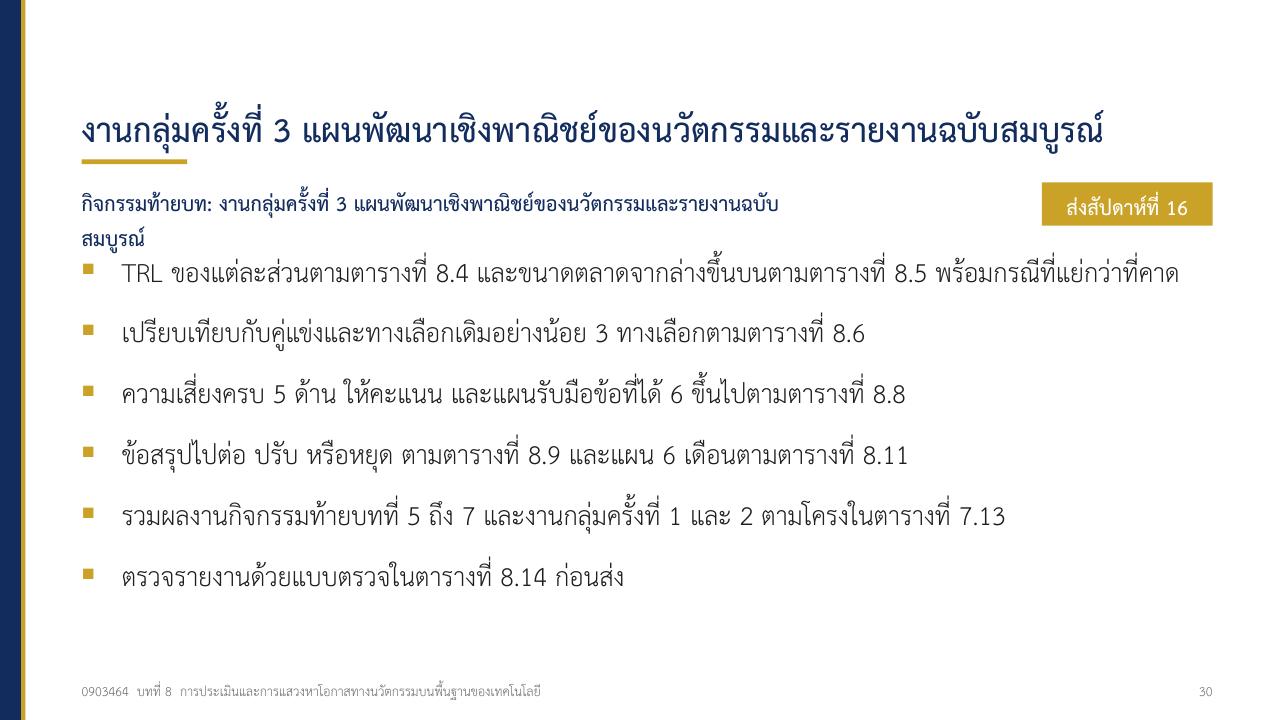 งานกลุ่มครั้งที่ 3 แผนพัฒนาเชิงพาณิชย์ของนวัตกรรมและรายงานฉบับสมบูรณ์
กิจกรรมท้ายบท: งานกลุ่มครั้งที่ 3 แผนพัฒนาเชิงพาณิชย์ของนวัตกรรมและรายงานฉบับ
สมบูรณ์
ส่งสัปดาห์ที่ 16
TRL ของแต่ละส่วนตามตารางที่ 8.4 และขนาดตลาดจากล่างขึ้นบนตามตารางที่ 8.5 พร้อมกรณีที่แย่กว่าที่คาด
เปรียบเทียบกับคู่แข่งและทางเลือกเดิมอย่างน้อย 3 ทางเลือกตามตารางที่ 8.6
ความเสี่ยงครบ 5 ด้าน ให้คะแนน และแผนรับมือข้อที่ได้ 6 ขึ้นไปตามตารางที่ 8.8
ข้อสรุปไปต่อ ปรับ หรือหยุด ตามตารางที่ 8.9 และแผน 6 เดือนตามตารางที่ 8.11
รวมผลงานกิจกรรมท้ายบทที่ 5 ถึง 7 และงานกลุ่มครั้งที่ 1 และ 2 ตามโครงในตารางที่ 7.13
ตรวจรายงานด้วยแบบตรวจในตารางที่ 8.14 ก่อนส่ง
0903464 บทที่ 8 การประเมินและการแสวงหาโอกาสทางนวัตกรรมบนพื้นฐานของเทคโนโลยี
30